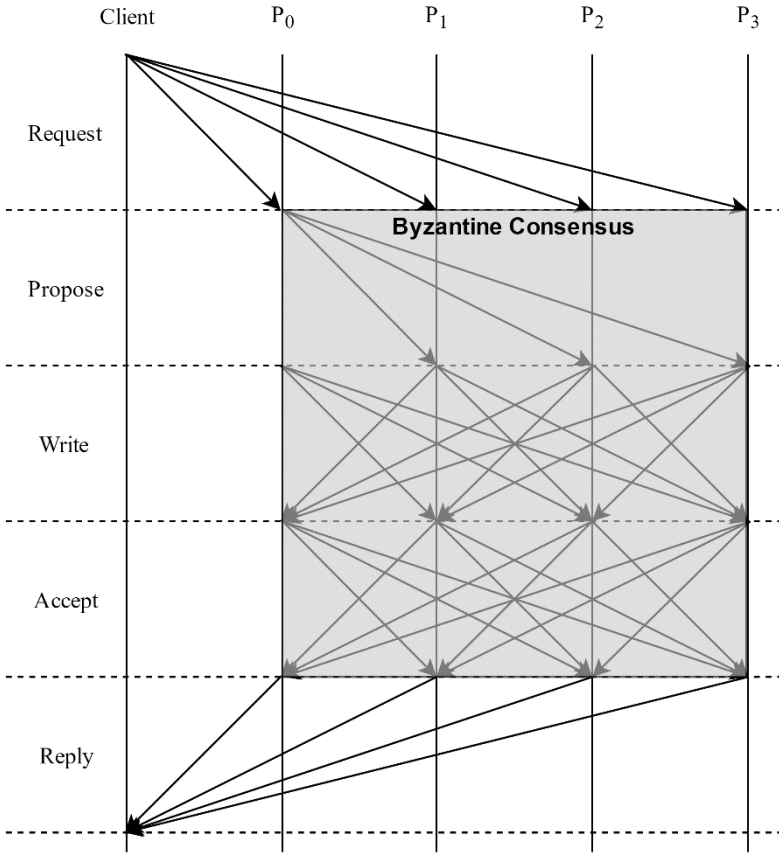 Client P₀ P₁ P₂ P₃
Request
Byzantine Consensus
Propose
Write
Accept
Reply